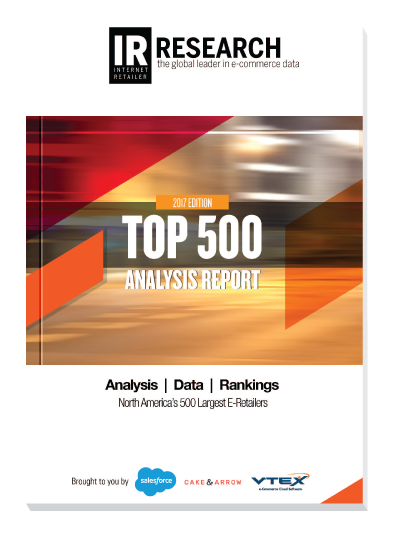 IR RESEARCH
INTERNET
RETAILER
the global leader in e-commerce data
2017 EDITION
TOP 500
ANALYSIS REPORT
Analysis | Data | Rankings
North America's 500 Largest E-Retailers
Brought to you by
salesforce
CAKE & ARROW
VTEX
e-Commerce Cloud Software